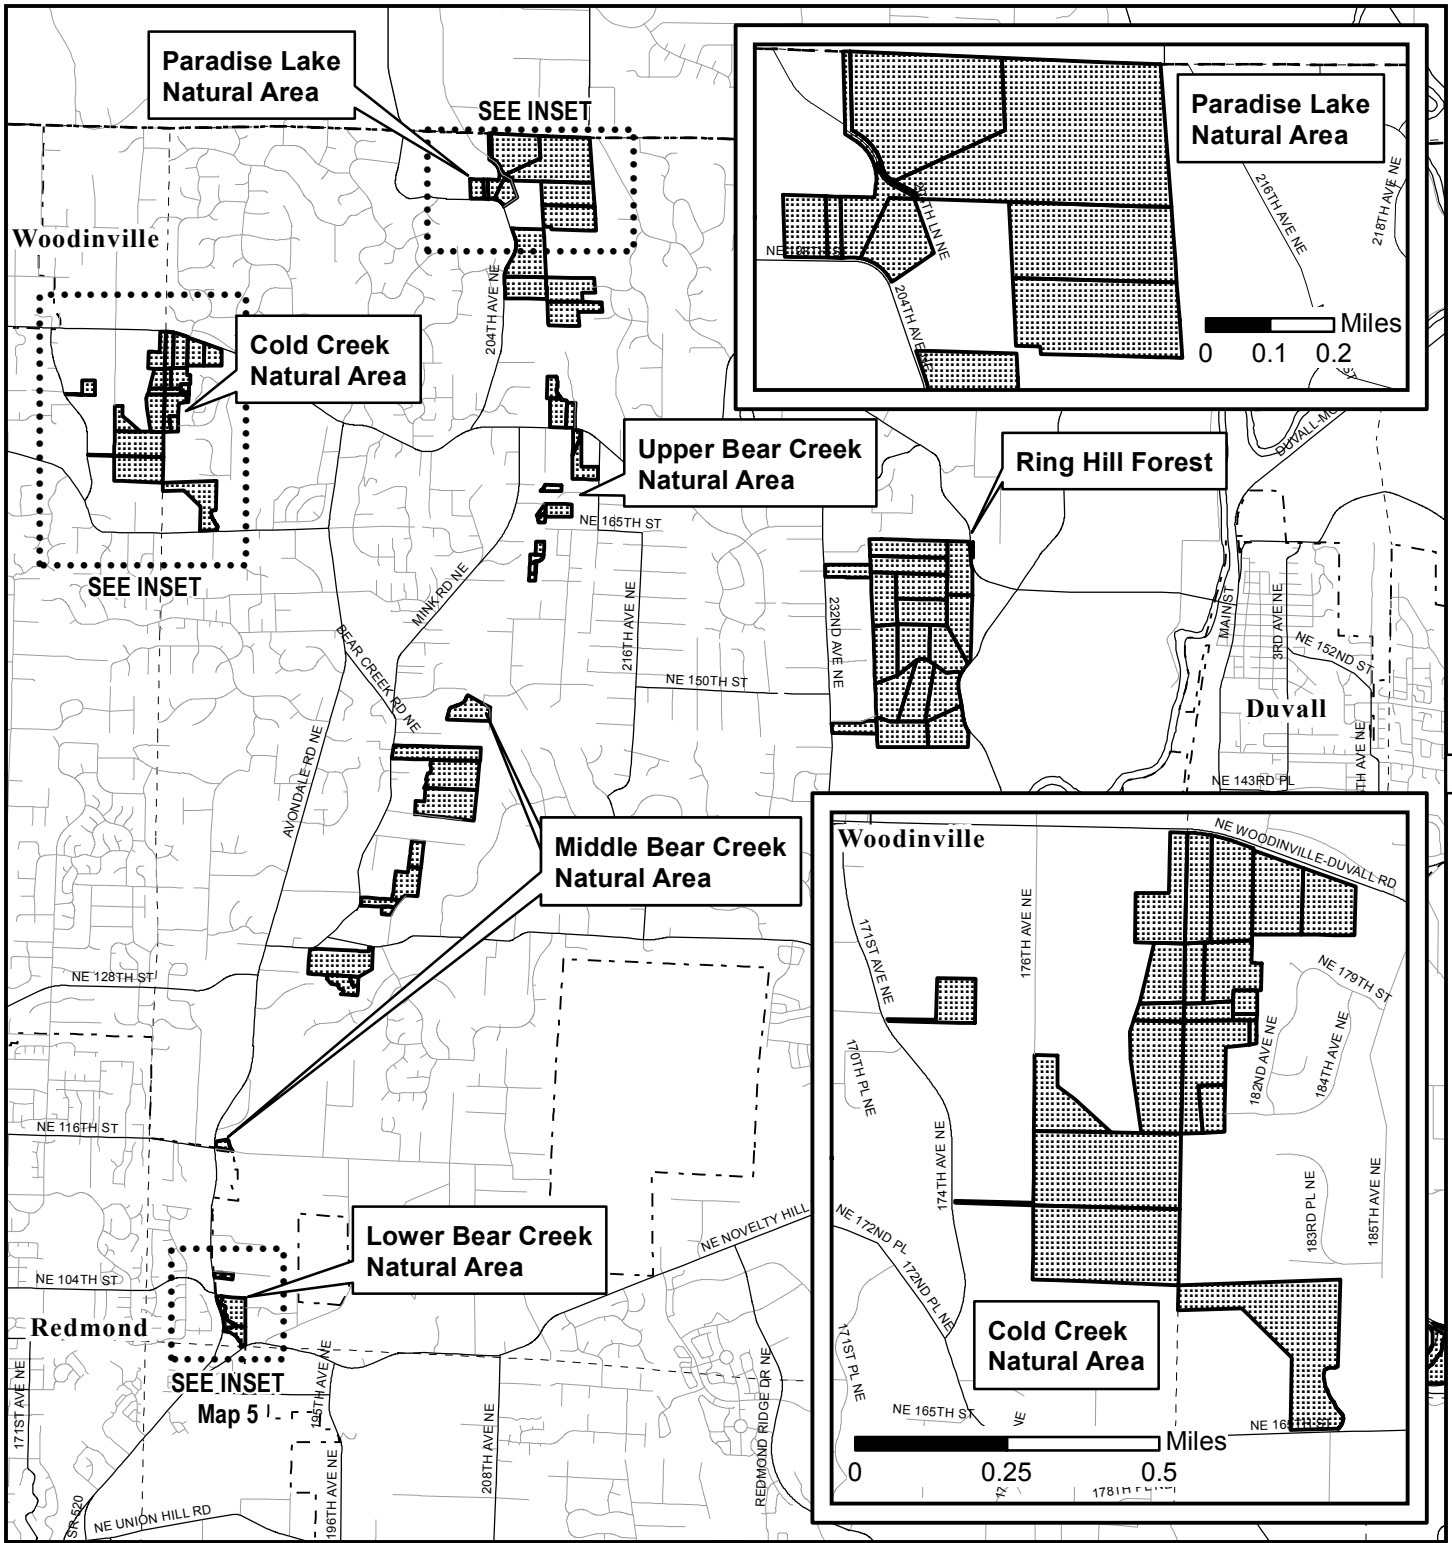 Paradise Lake
Natural Area
SEE INSET
Paradise Lake
Natural Area
216TH AVE NE
218TH AVE NE
NE 198TH ST
204TH AVE NE
Miles
0 0.1 0.2
Woodinville
204TH AVE NE
Cold Creek
Natural Area
SEE INSET
Upper Bear Creek
Natural Area
Ring Hill Forest
NE 165TH ST
MINK RD NE
BEAR CREEK RD NE
216TH AVE NE
232ND AVE NE
NE 150TH ST
MAIN ST
3RD AVE NE
NE 152ND ST
Duvall
NE 143RD PL
AVONDALE RD NE
Middle Bear Creek
Natural Area
NE 128TH ST
NE 116TH ST
Lower Bear Creek
Natural Area
NE NOVELTY HILL
NE 104TH ST
Redmond
SEE INSET
Map 5
171ST AVE NE
195TH AVE NE
196TH AVE NE
208TH AVE NE
REDMOND RIDGE DR NE
SR 520
NE UNION HILL RD
Woodinville
NE WOODINVILLE-DUVALL RD
171ST AVE NE
176TH AVE NE
NE 179TH ST
170TH PL NE
182ND AVE NE
184TH AVE NE
174TH AVE NE
183RD PL NE
185TH AVE NE
NE 172ND PL
172ND PL NE
171ST PL NE
Cold Creek
Natural Area
NE 165TH ST
NE 165TH ST
Miles
0 0.25 0.5